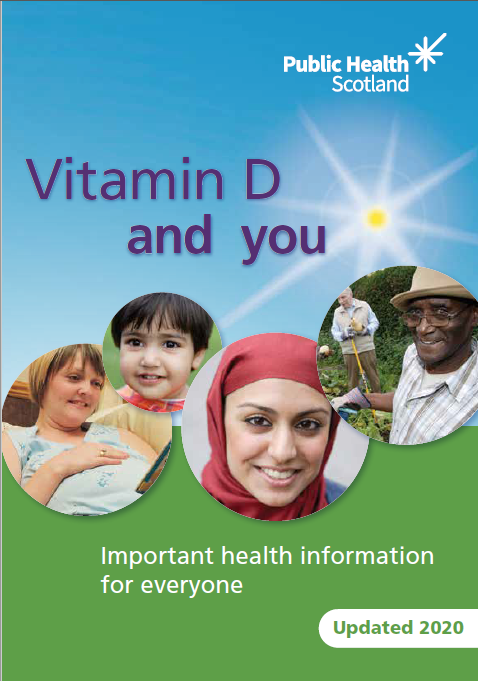 Public Health
Scotland
Vitamin D
and you
Important health information
for everyone
Updated 2020